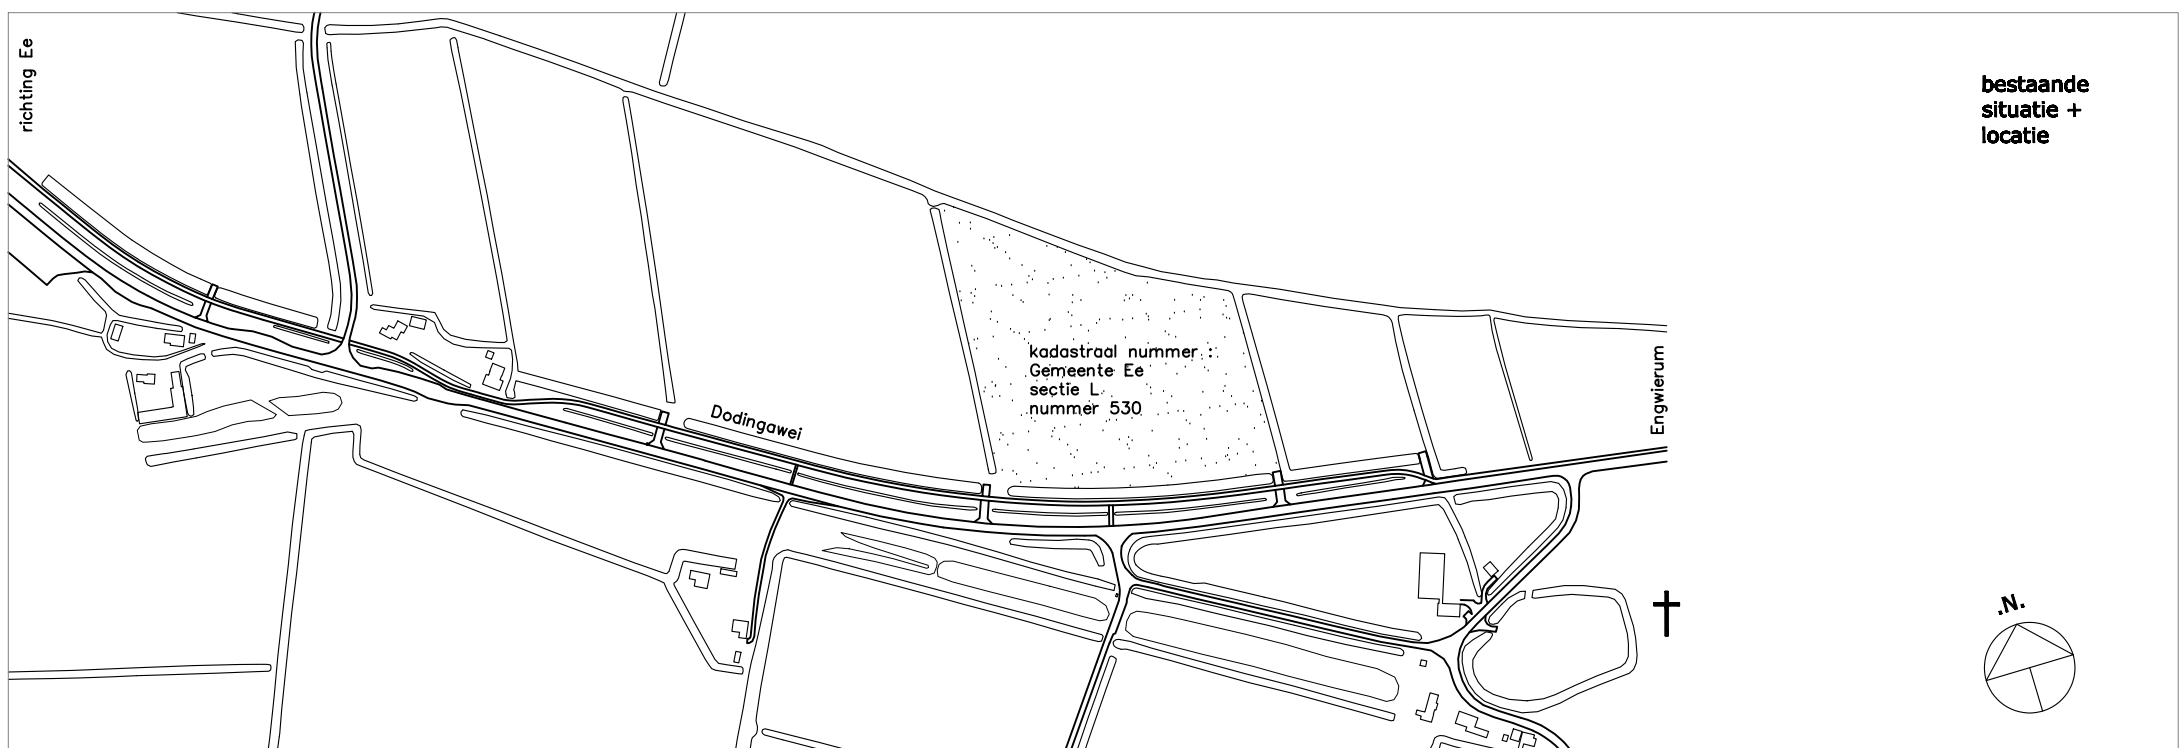 richting Ee
bestaande
situatie +
locatie
kadastraal nummer :
Gemeente Ee
sectie L
nummer 530
Engwierum
Dodingawei
.N.